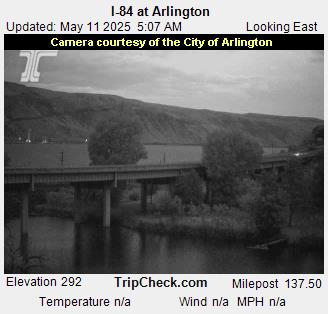 I-84 at Arlington
Updated: May 11 2025 5:07 AM Looking East
Camera courtesy of the City of Arlington
Elevation 292 TripCheck.com Milepost 137.50
Temperature n/a Wind n/a MPH n/a